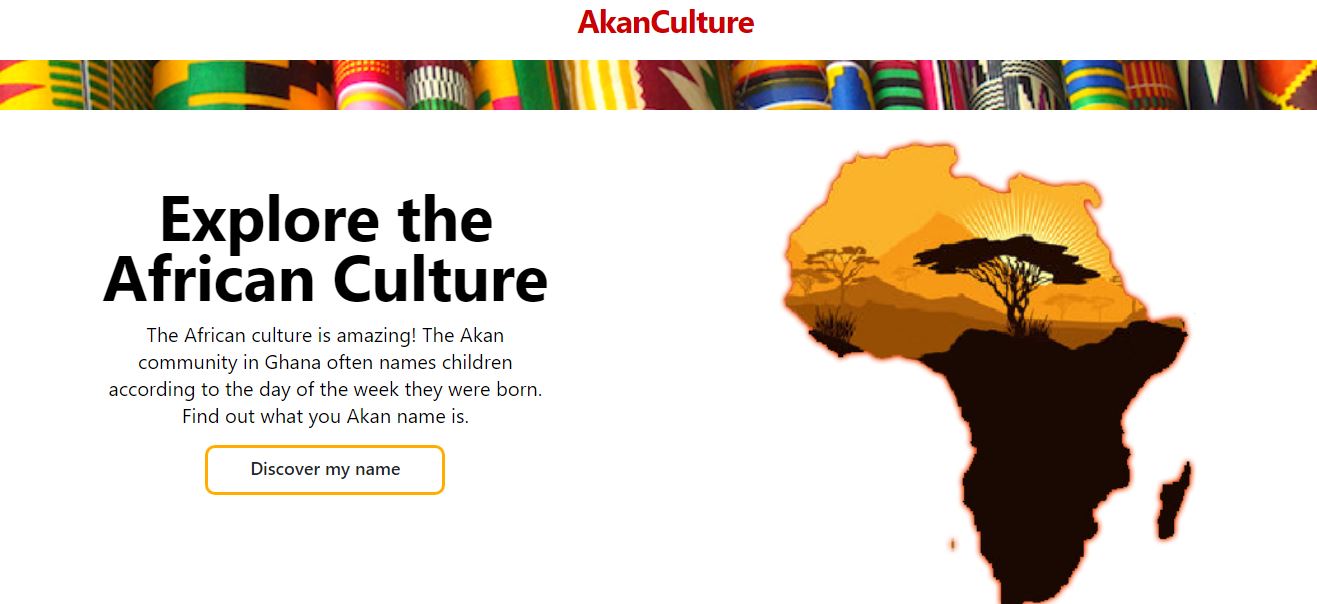 AkanCulture
Explore the
African Culture
The African culture is amazing! The Akan
community in Ghana often names children
according to the day of the week they were born.
Find out what you Akan name is.
Discover my name